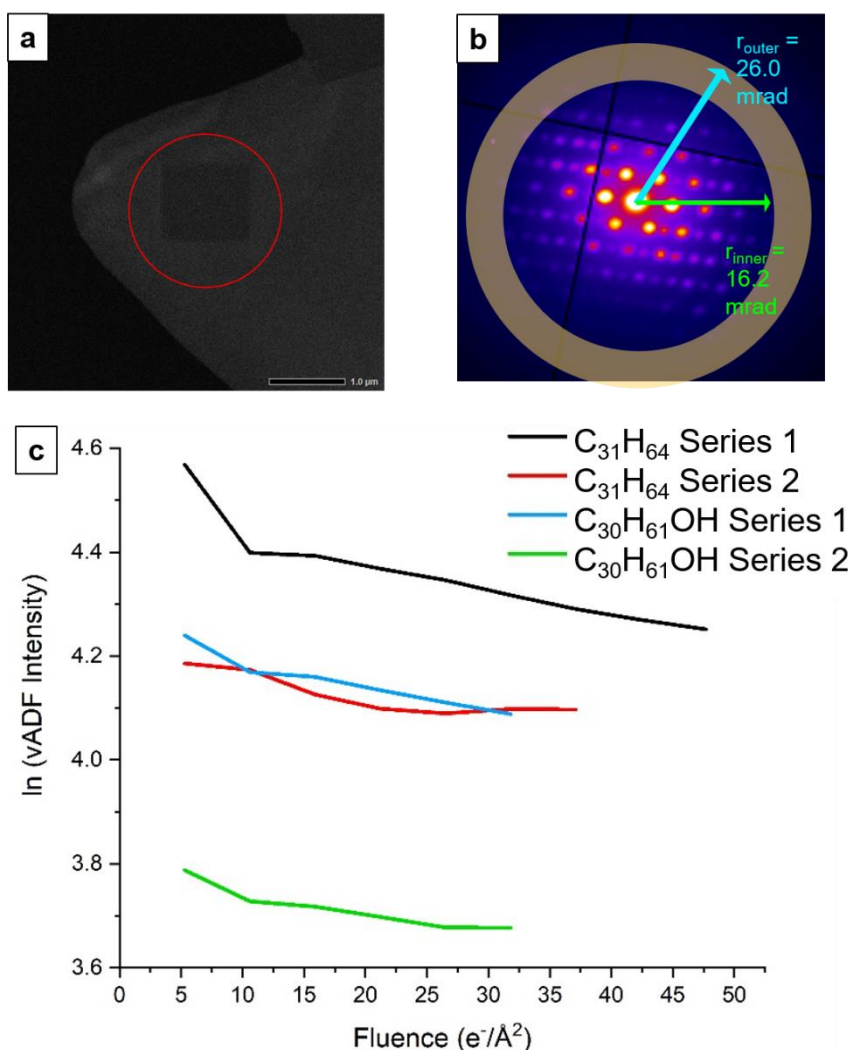 a
1.0 µm
b
r_outer =
26.0
mrad
r_inner =
16.2
mrad
c
C₃₁H₆₄ Series 1
C₃₁H₆₄ Series 2
C₃₀H₆₁OH Series 1
C₃₀H₆₁OH Series 2
ln (vADF Intensity)
4.6
4.4
4.2
4.0
3.8
3.6
0 5 10 15 20 25 30 35 40 45 50
Fluence (e⁻/Å²)